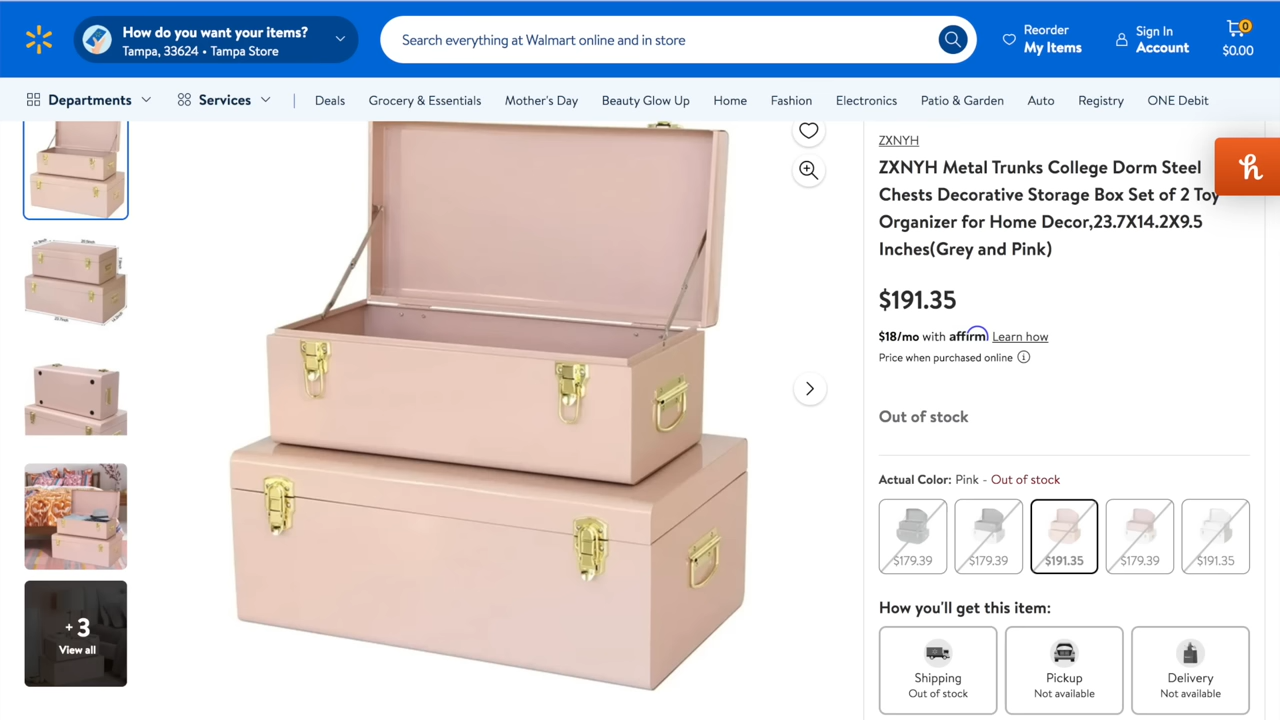 How do you want your items?
Tampa, 33624 • Tampa Store
Search everything at Walmart online and in store
Reorder
My Items
Sign In
Account
0
$0.00
Departments
Services
Deals
Grocery & Essentials
Mother's Day
Beauty Glow Up
Home
Fashion
Electronics
Patio & Garden
Auto
Registry
ONE Debit
+3
View all
ZXNYH
ZXNYH Metal Trunks College Dorm Steel
Chests Decorative Storage Box Set of 2 Toy
Organizer for Home Decor,23.7X14.2X9.5
Inches(Grey and Pink)
$191.35
$18/mo with affirm Learn how
Price when purchased online
Out of stock
Actual Color: Pink - Out of stock
$179.39
$179.39
$191.35
$179.39
$191.35
How you'll get this item:
Shipping
Out of stock
Pickup
Not available
Delivery
Not available